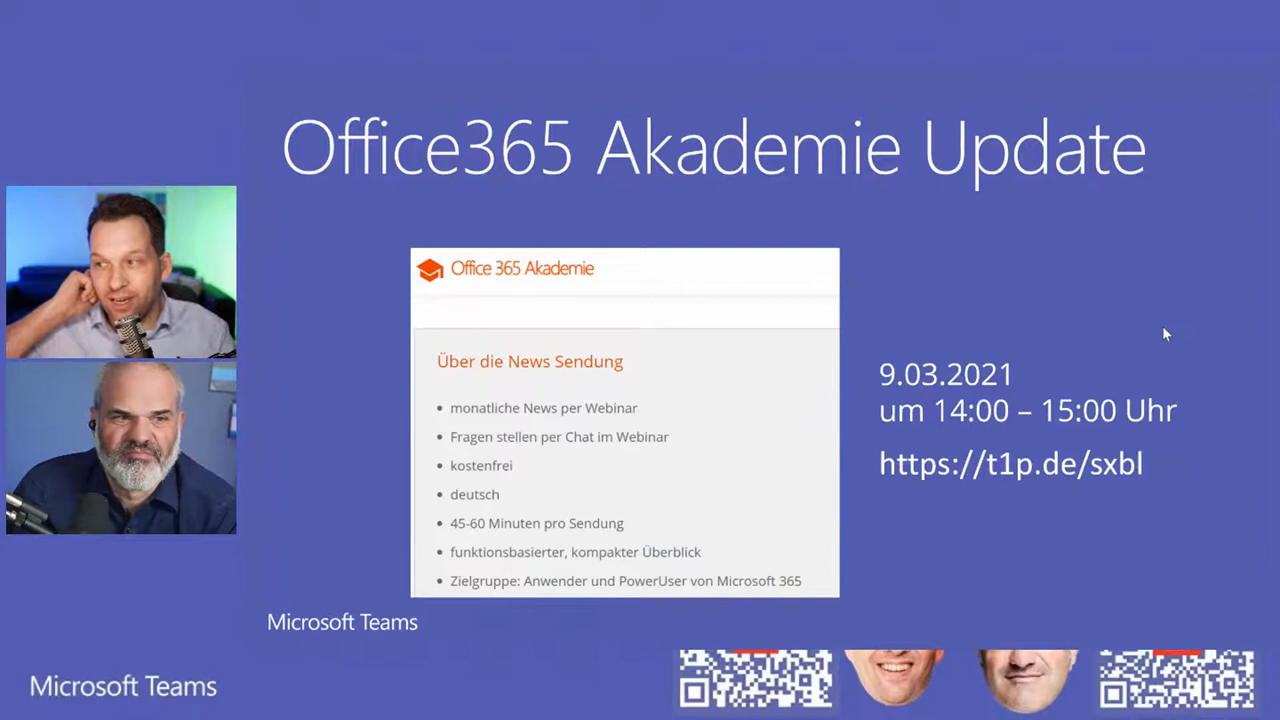 Office365 Akademie Update
Office 365 Akademie
Über die News Sendung
monatliche News per Webinar
Fragen stellen per Chat im Webinar
kostenfrei
deutsch
45-60 Minuten pro Sendung
funktionsbasierter, kompakter Überblick
Zielgruppe: Anwender und PowerUser von Microsoft 365
9.03.2021
um 14:00 – 15:00 Uhr
https://t1p.de/sxbl
Microsoft Teams
Microsoft Teams